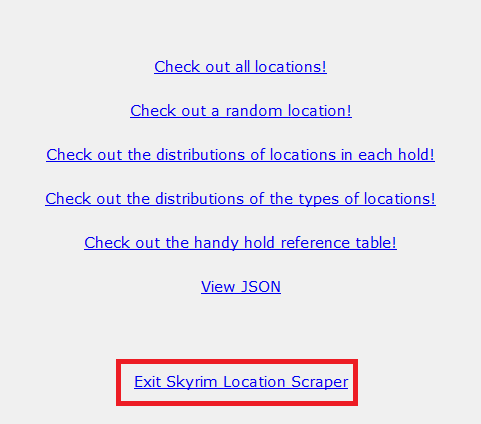 Check out all locations!
Check out a random location!
Check out the distributions of locations in each hold!
Check out the distributions of the types of locations!
Check out the handy hold reference table!
View JSON
Exit Skyrim Location Scraper